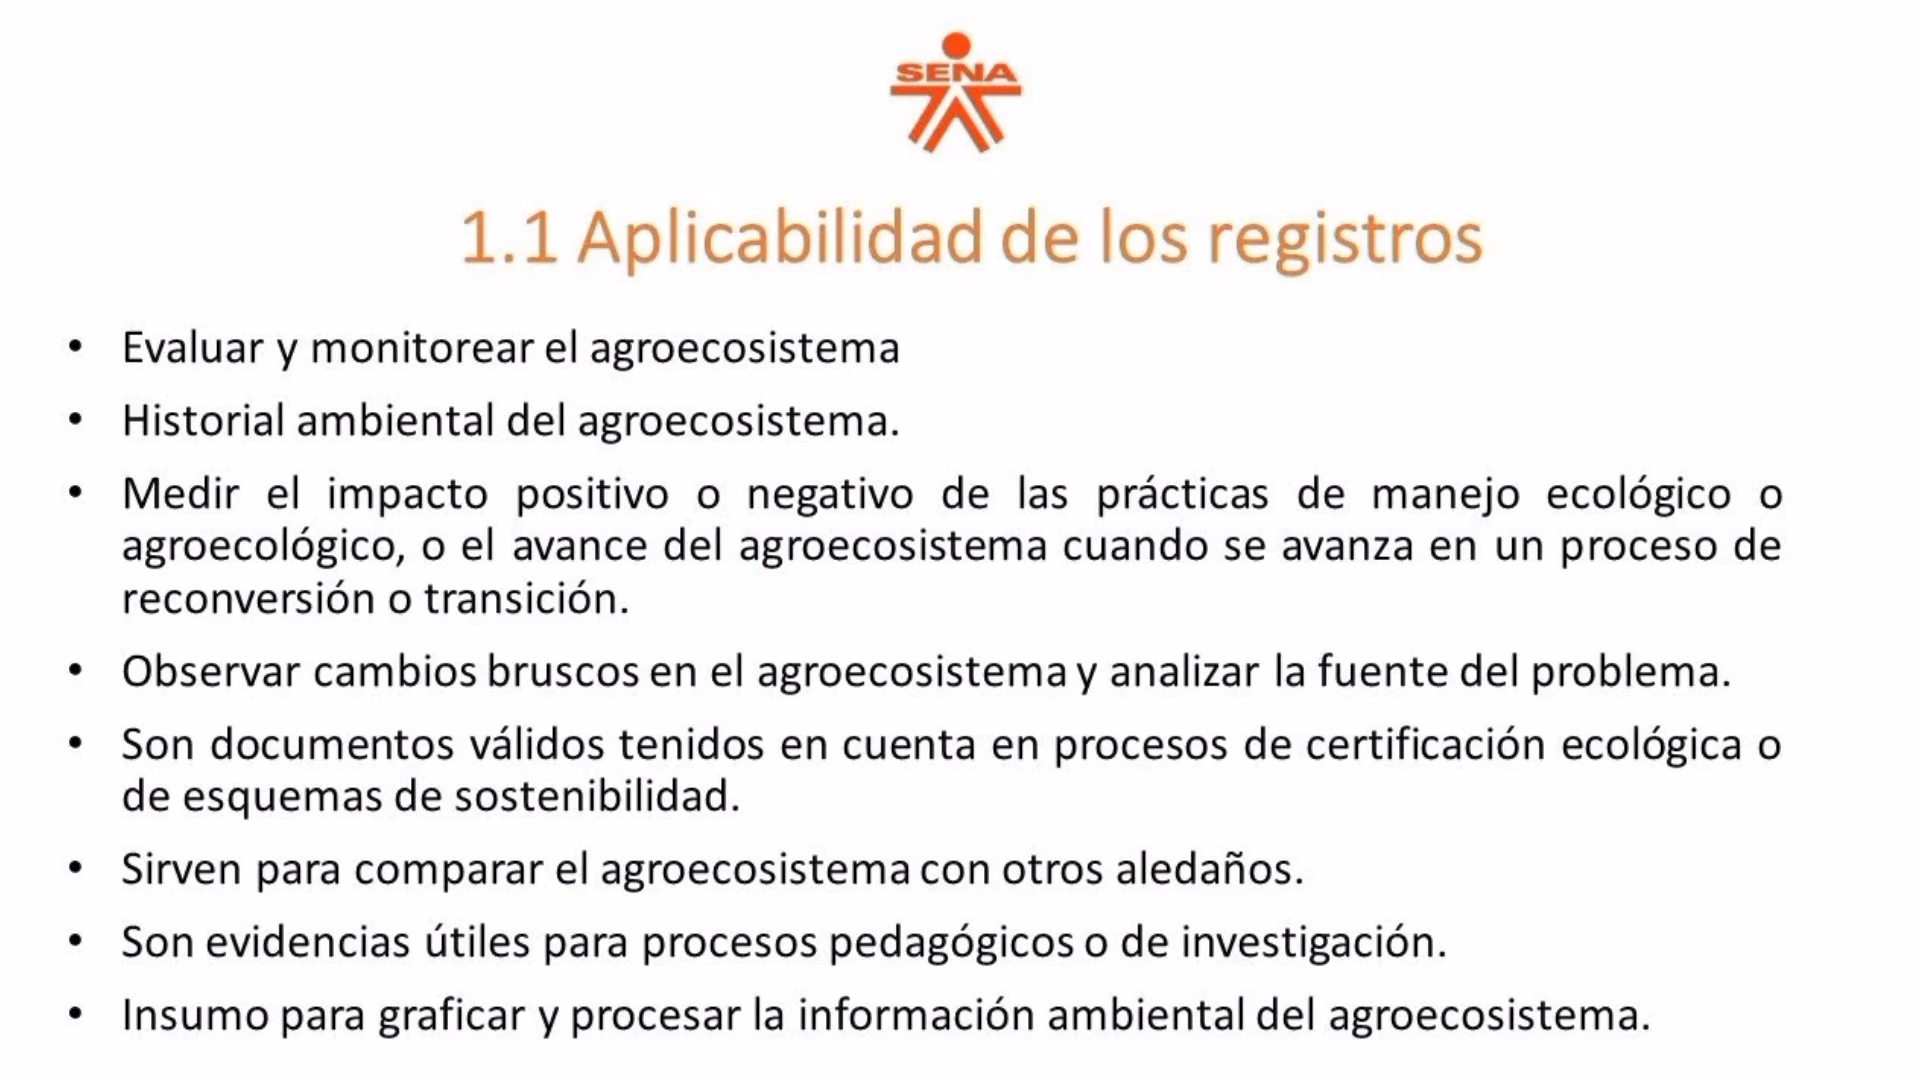 SENA
1.1 Aplicabilidad de los registros
• Evaluar y monitorear el agroecosistema
• Historial ambiental del agroecosistema.
• Medir el impacto positivo o negativo de las prácticas de manejo ecológico o
agroecológico, o el avance del agroecosistema cuando se avanza en un proceso de
reconversión o transición.
• Observar cambios bruscos en el agroecosistema y analizar la fuente del problema.
• Son documentos válidos tenidos en cuenta en procesos de certificación ecológica o
de esquemas de sostenibilidad.
• Sirven para comparar el agroecosistema con otros aledaños.
• Son evidencias útiles para procesos pedagógicos o de investigación.
• Insumo para graficar y procesar la información ambiental del agroecosistema.